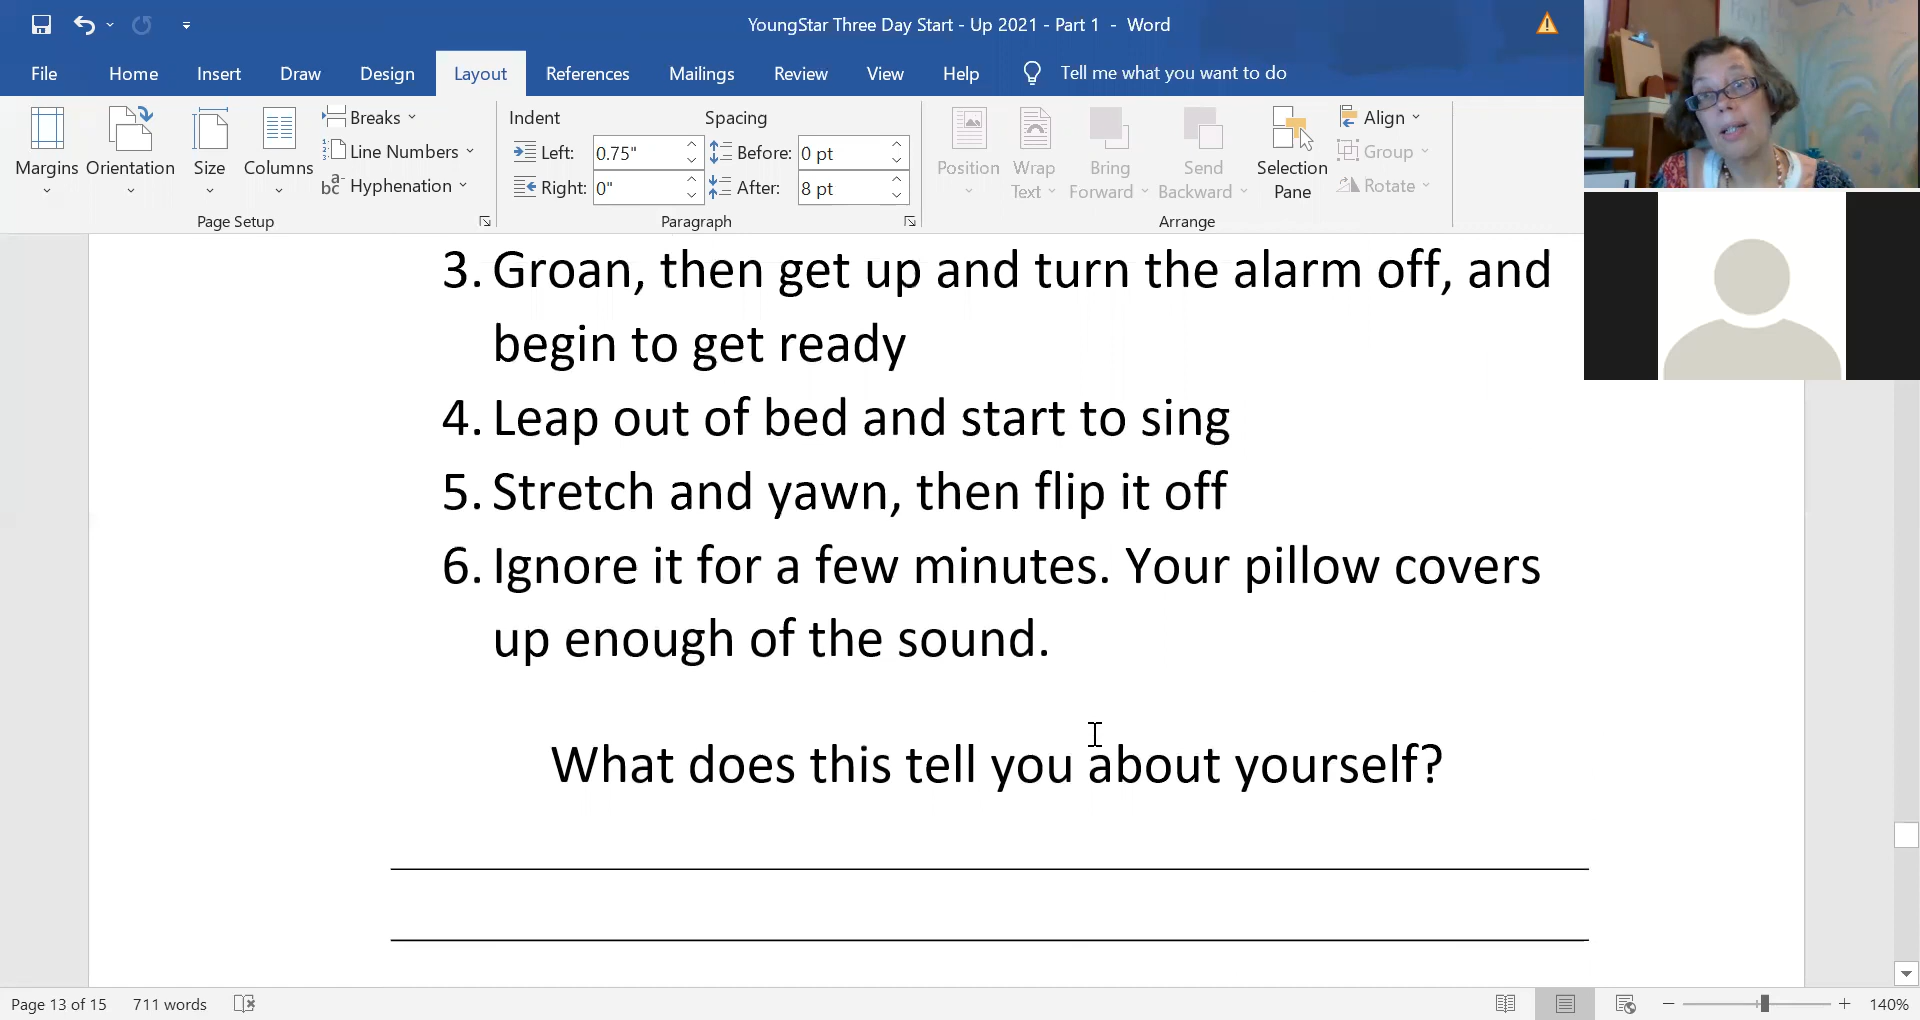 YoungStar Three Day Start - Up 2021 - Part 1 - Word
File Home Insert Draw Design Layout References Mailings Review View Help Tell me what you want to do
Margins Orientation Size Columns
Breaks
Line Numbers
Hyphenation
Page Setup
Indent Spacing
Left: 0.75" Before: 0 pt
Right: 0" After: 8 pt
Paragraph
Position Wrap Text Bring Forward Send Backward Selection Pane
Align
Group
Rotate
Arrange
3. Groan, then get up and turn the alarm off, and
begin to get ready
4. Leap out of bed and start to sing
5. Stretch and yawn, then flip it off
6. Ignore it for a few minutes. Your pillow covers
up enough of the sound.
What does this tell you about yourself?
Page 13 of 15 711 words 140%